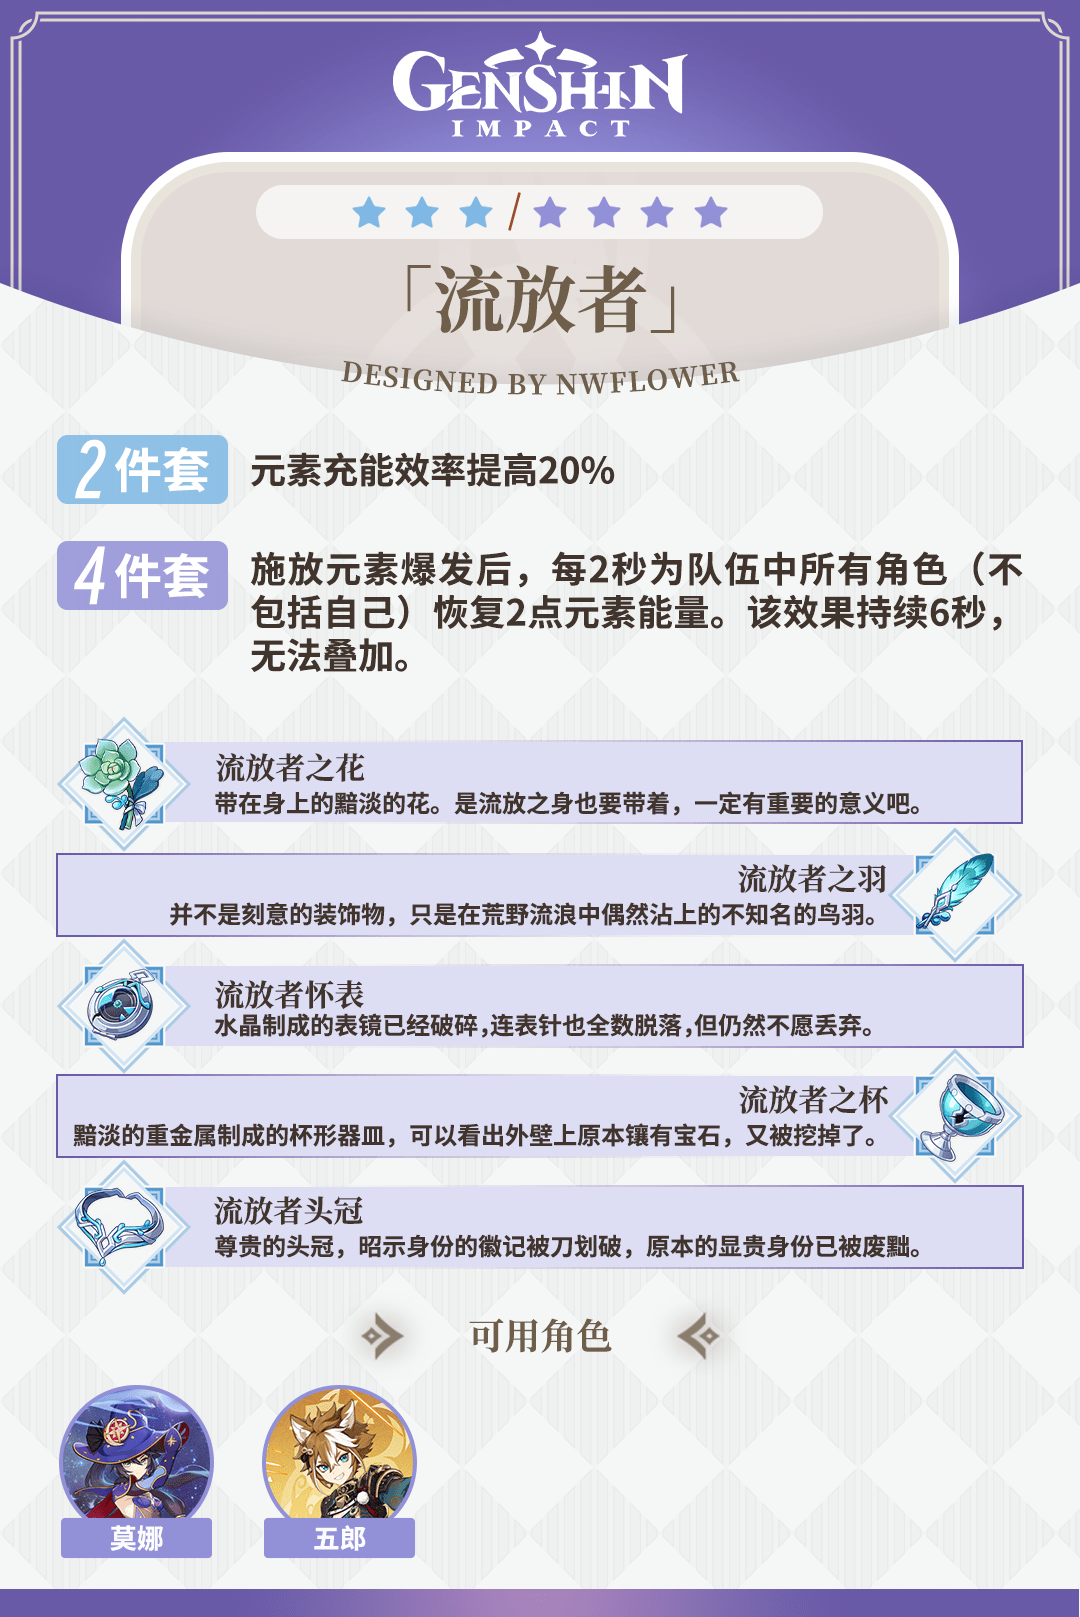 GENSHIN
IMPACT
「流放者」
DESIGNED BY NWFLOWER
2件套
元素充能效率提高20%
4件套
施放元素爆发后，每2秒为队伍中所有角色（不
包括自己）恢复2点元素能量。该效果持续6秒，
无法叠加。
流放者之花
带在身上的黯淡的花。是流放之身也要带着，一定有重要的意义吧。
流放者之羽
并不是刻意的装饰物，只是在荒野流浪中偶然沾上的不知名的鸟羽。
流放者怀表
水晶制成的表镜已经破碎,连表针也全数脱落,但仍然不愿丢弃。
流放者之杯
黯淡的重金属制成的杯形器皿，可以看出外壁上原本镶有宝石，又被挖掉了。
流放者头冠
尊贵的头冠，昭示身份的徽记被刀划破，原本的显贵身份已被废黜。
可用角色
莫娜
五郎